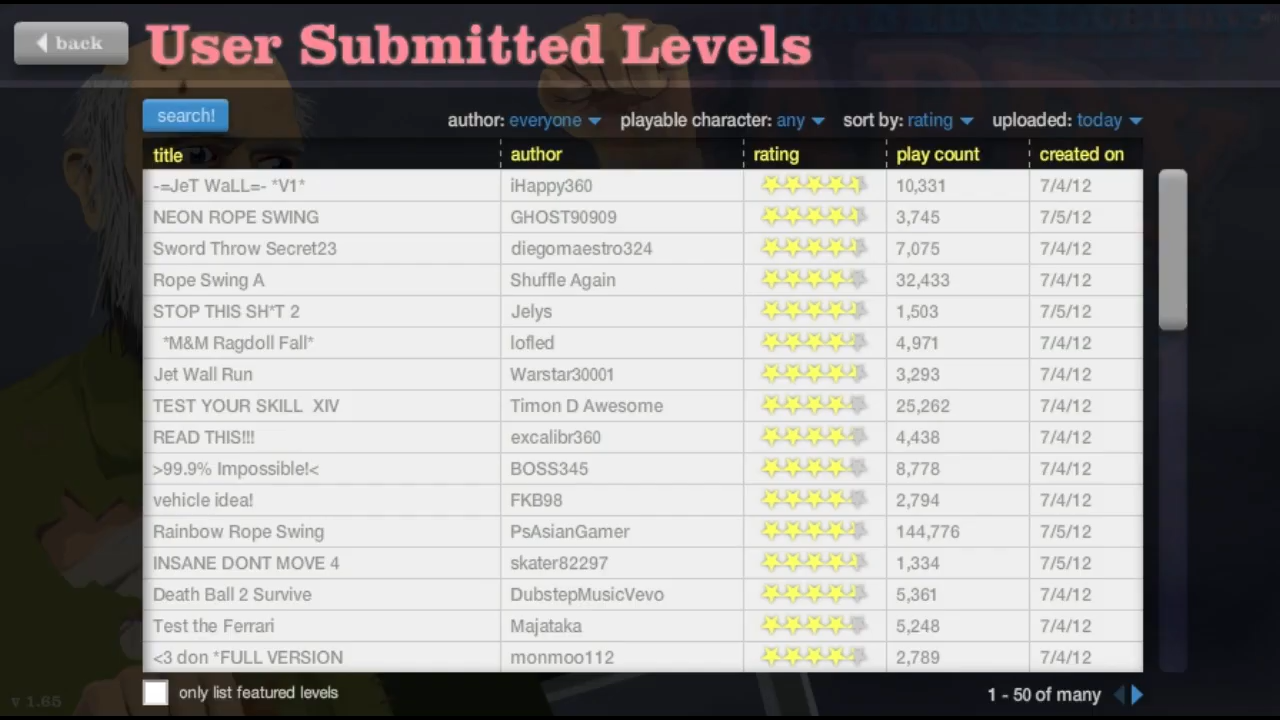 back
User Submitted Levels
search!
author: everyone playable character: any sort by: rating uploaded: today
title author rating play count created on
-=JeT WaLL=- *V1* iHappy360 10,331 7/4/12
NEON ROPE SWING GHOST90909 3,745 7/5/12
Sword Throw Secret23 diegomaestro324 7,075 7/4/12
Rope Swing A Shuffle Again 32,433 7/4/12
STOP THIS SH*T 2 Jelys 1,503 7/5/12
*M&M Ragdoll Fall* lofled 4,971 7/4/12
Jet Wall Run Warstar30001 3,293 7/4/12
TEST YOUR SKILL XIV Timon D Awesome 25,262 7/4/12
READ THIS!!! excalibr360 4,438 7/4/12
>99.9% Impossible!< BOSS345 8,778 7/4/12
vehicle idea! FKB98 2,794 7/4/12
Rainbow Rope Swing PsAsianGamer 144,776 7/5/12
INSANE DONT MOVE 4 skater82297 1,334 7/5/12
Death Ball 2 Survive DubstepMusicVevo 5,361 7/4/12
Test the Ferrari Majataka 5,248 7/4/12
<3 don *FULL VERSION monmoo112 2,789 7/4/12
only list featured levels 1 - 50 of many
v 1.65